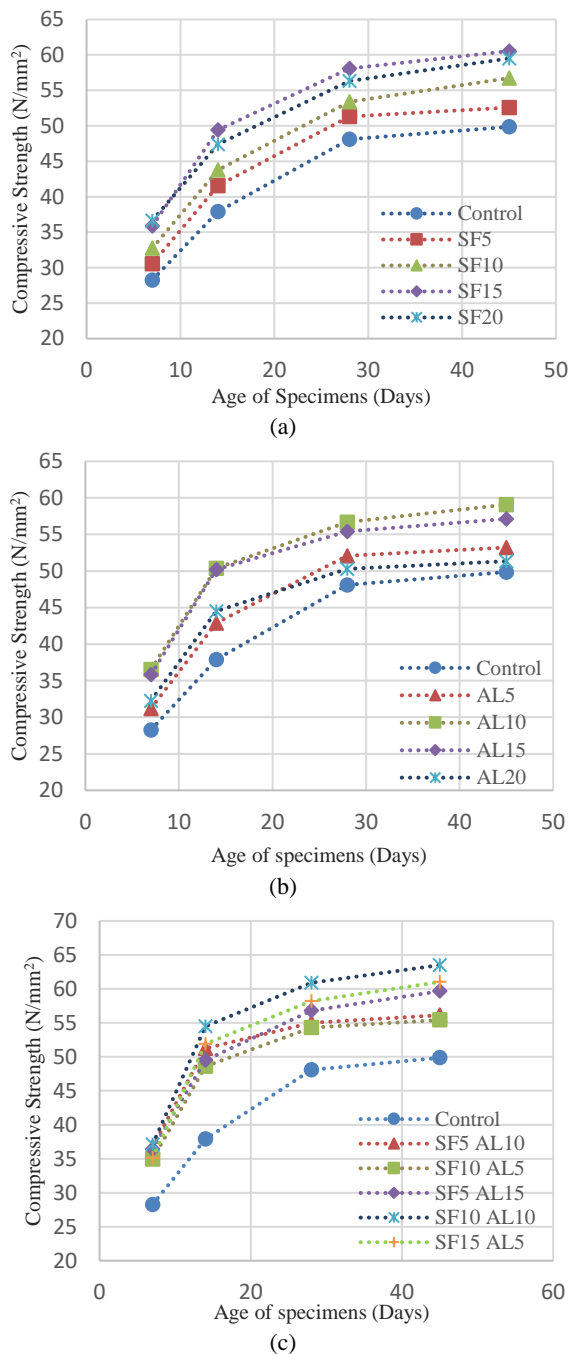 Compressive Strength (N/mm²)
65
60
55
50
45
40
35
30
25
20
Control
SF5
SF10
SF15
SF20
0 10 20 30 40 50
Age of Specimens (Days)
(a)
Compressive Strength (N/mm²)
65
60
55
50
45
40
35
30
25
20
Control
AL5
AL10
AL15
AL20
0 10 20 30 40 50
Age of specimens (Days)
(b)
Compressive Strength (N/mm²)
70
65
60
55
50
45
40
35
30
25
20
Control
SF5 AL10
SF10 AL5
SF5 AL15
SF10 AL10
SF15 AL5
0 20 40 60
Age of specimens (Days)
(c)